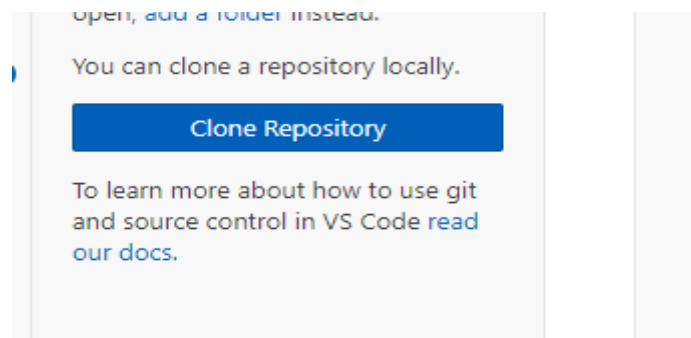 open, add a folder instead.
You can clone a repository locally.
Clone Repository
To learn more about how to use git
and source control in VS Code read
our docs.